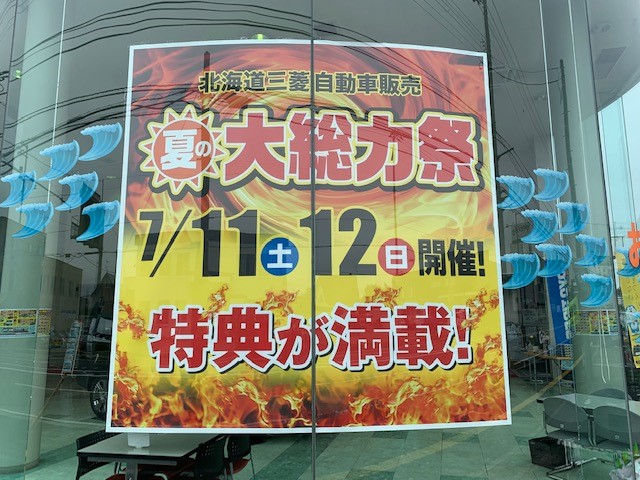 北海道三菱自動車販売
夏の大総力祭
7/11土12日開催!
特典が満載!
お